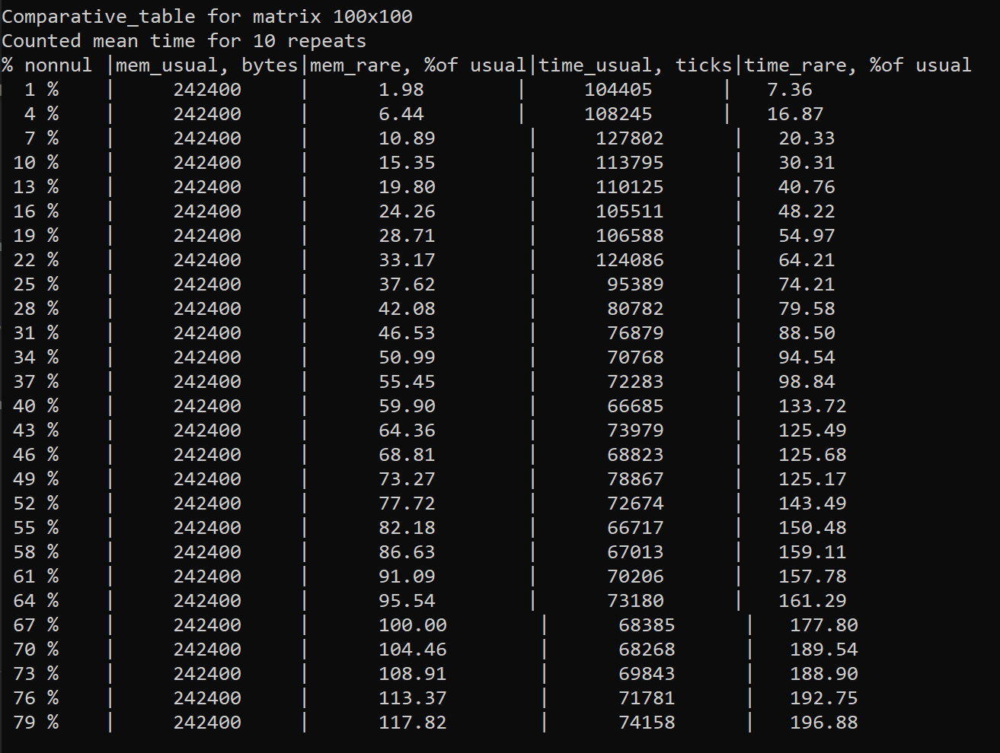 Comparative_table for matrix 100x100
Counted mean time for 10 repeats
% nonnul |mem_usual, bytes|mem_rare, %of usual|time_usual, ticks|time_rare, %of usual
1 % | 242400 | 1.98 | 104405 | 7.36
4 % | 242400 | 6.44 | 108245 | 16.87
7 % | 242400 | 10.89 | 127802 | 20.33
10 % | 242400 | 15.35 | 113795 | 30.31
13 % | 242400 | 19.80 | 110125 | 40.76
16 % | 242400 | 24.26 | 105511 | 48.22
19 % | 242400 | 28.71 | 106588 | 54.97
22 % | 242400 | 33.17 | 124086 | 64.21
25 % | 242400 | 37.62 | 95389 | 74.21
28 % | 242400 | 42.08 | 80782 | 79.58
31 % | 242400 | 46.53 | 76879 | 88.50
34 % | 242400 | 50.99 | 70768 | 94.54
37 % | 242400 | 55.45 | 72283 | 98.84
40 % | 242400 | 59.90 | 66685 | 133.72
43 % | 242400 | 64.36 | 73979 | 125.49
46 % | 242400 | 68.81 | 68823 | 125.68
49 % | 242400 | 73.27 | 78867 | 125.17
52 % | 242400 | 77.72 | 72674 | 143.49
55 % | 242400 | 82.18 | 66717 | 150.48
58 % | 242400 | 86.63 | 67013 | 159.11
61 % | 242400 | 91.09 | 70206 | 157.78
64 % | 242400 | 95.54 | 73180 | 161.29
67 % | 242400 | 100.00 | 68385 | 177.80
70 % | 242400 | 104.46 | 68268 | 189.54
73 % | 242400 | 108.91 | 69843 | 188.90
76 % | 242400 | 113.37 | 71781 | 192.75
79 % | 242400 | 117.82 | 74158 | 196.88